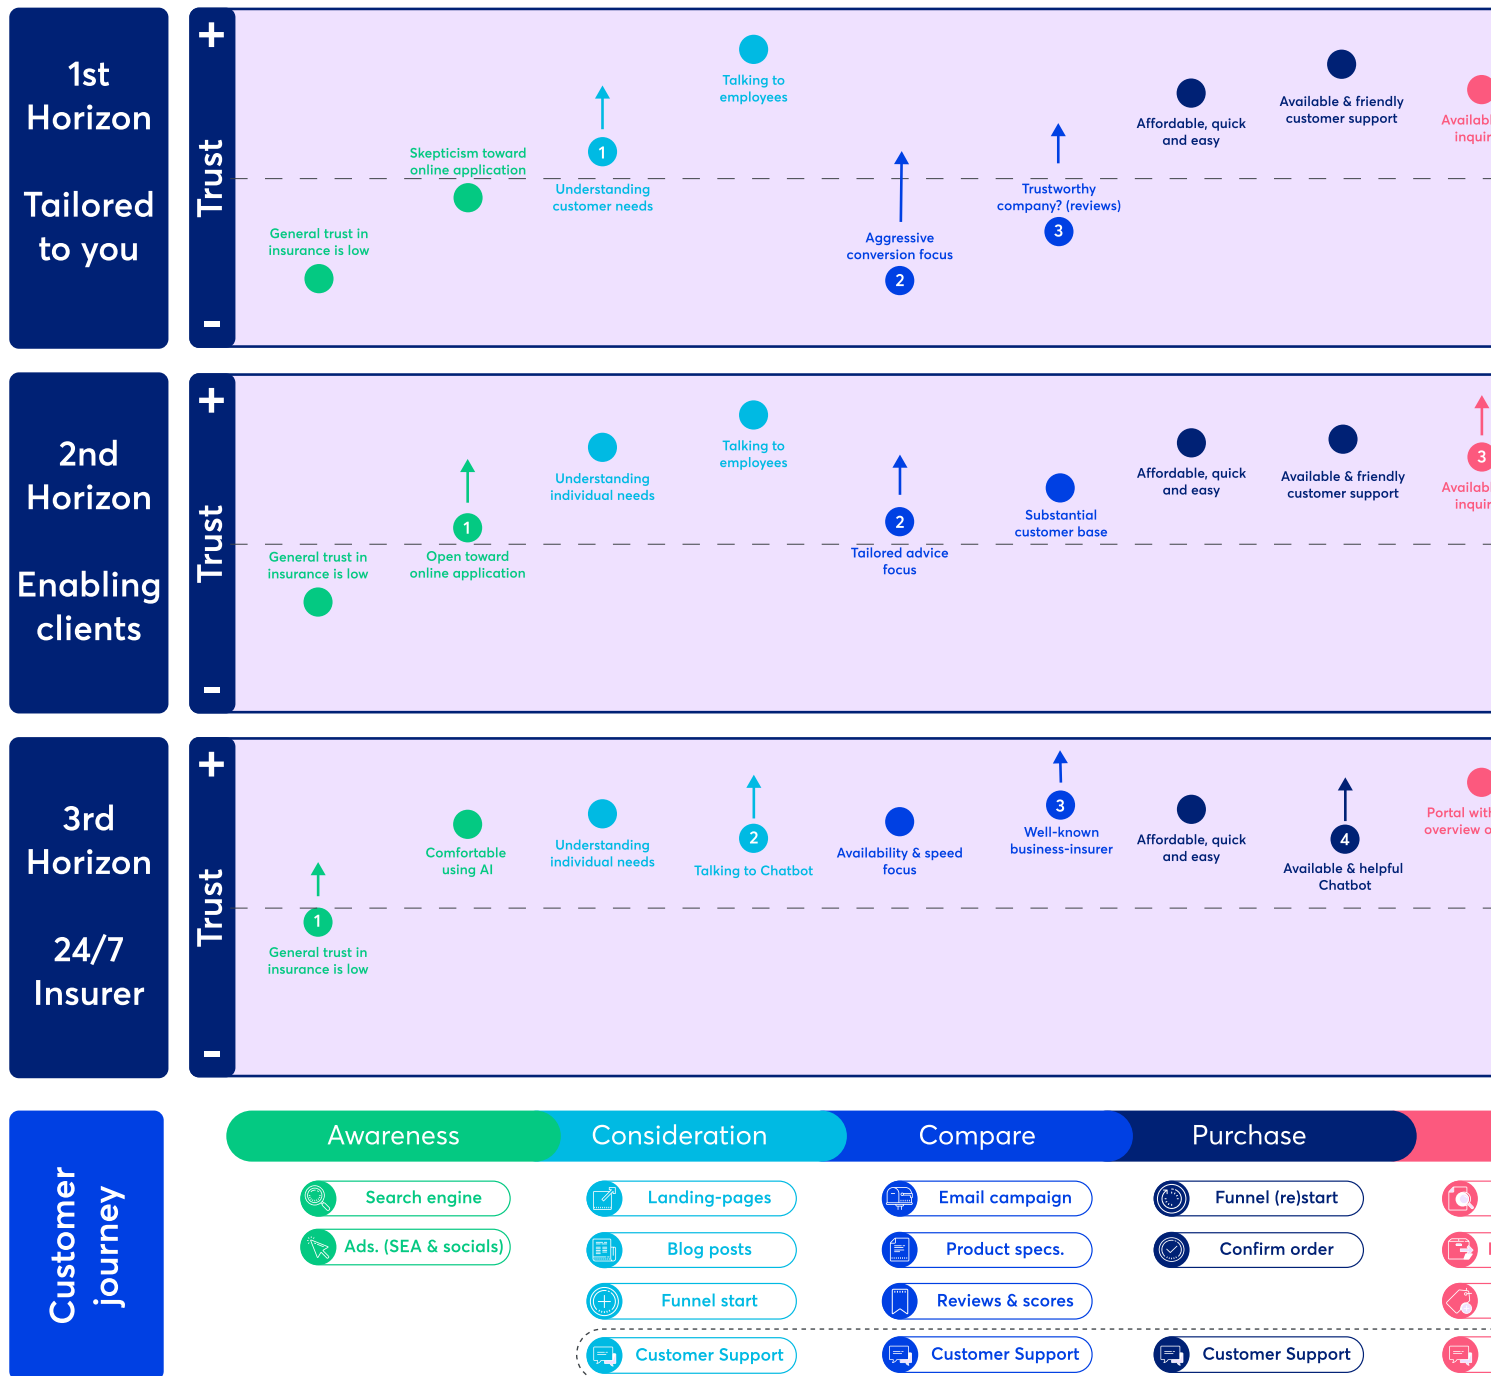 1st
Horizon
Tailored
to you
+
Trust
-
General trust in
insurance is low
Skepticism toward
online application
1
Understanding
customer needs
Talking to
employees
Aggressive
conversion focus
2
Trustworthy
company? (reviews)
3
Affordable, quick
and easy
Available & friendly
customer support
2nd
Horizon
Enabling
clients
+
Trust
-
General trust in
insurance is low
1
Open toward
online application
Understanding
individual needs
Talking to
employees
2
Tailored advice
focus
Substantial
customer base
Affordable, quick
and easy
Available & friendly
customer support
3
3rd
Horizon
24/7
Insurer
+
Trust
-
1
General trust in
insurance is low
Comfortable
using AI
Understanding
individual needs
2
Talking to Chatbot
Availability & speed
focus
3
Well-known
business-insurer
Affordable, quick
and easy
4
Available & helpful
Chatbot
Portal with
overview
Customer
journey
Awareness
Search engine
Ads. (SEA & socials)
Consideration
Landing-pages
Blog posts
Funnel start
Customer Support
Compare
Email campaign
Product specs.
Reviews & scores
Customer Support
Purchase
Funnel (re)start
Confirm order
Customer Support